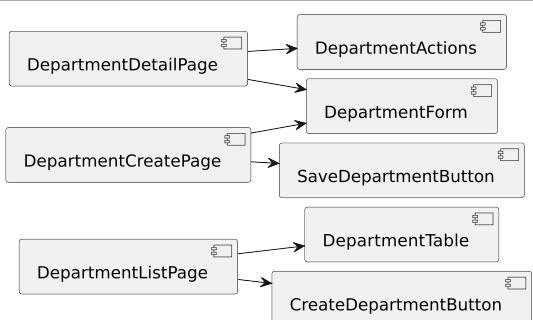 DepartmentActions
DepartmentDetailPage
DepartmentForm
DepartmentCreatePage
SaveDepartmentButton
DepartmentTable
DepartmentListPage
CreateDepartmentButton